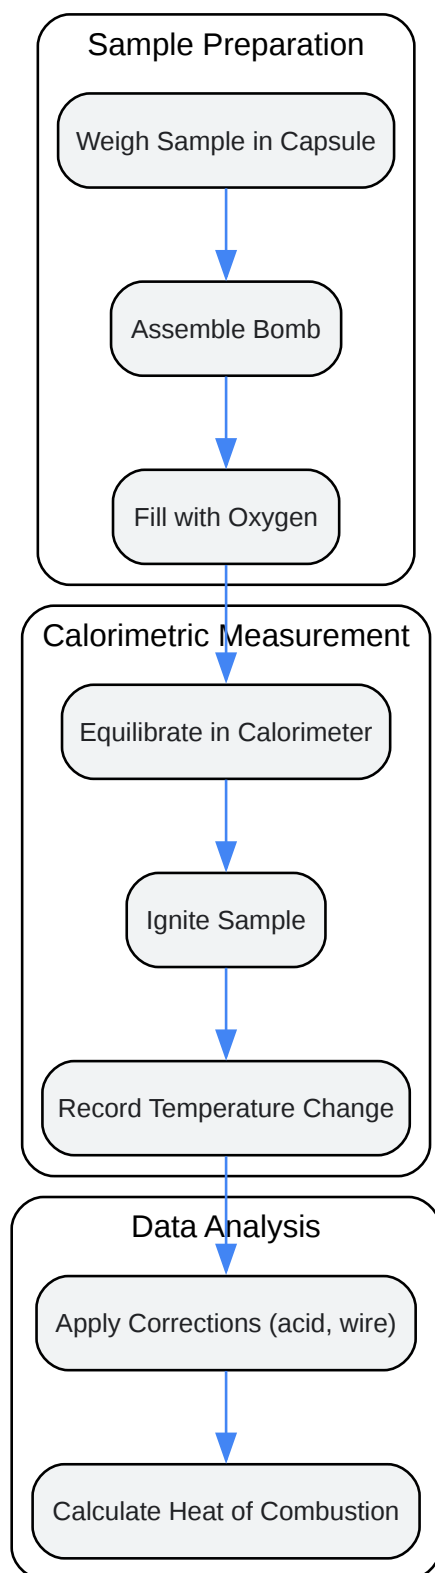 Sample Preparation
Weigh Sample in Capsule
Assemble Bomb
Fill with Oxygen
Calorimetric Measurement
Equilibrate in Calorimeter
Ignite Sample
Record Temperature Change
Data Analysis
Apply Corrections (acid, wire)
Calculate Heat of Combustion